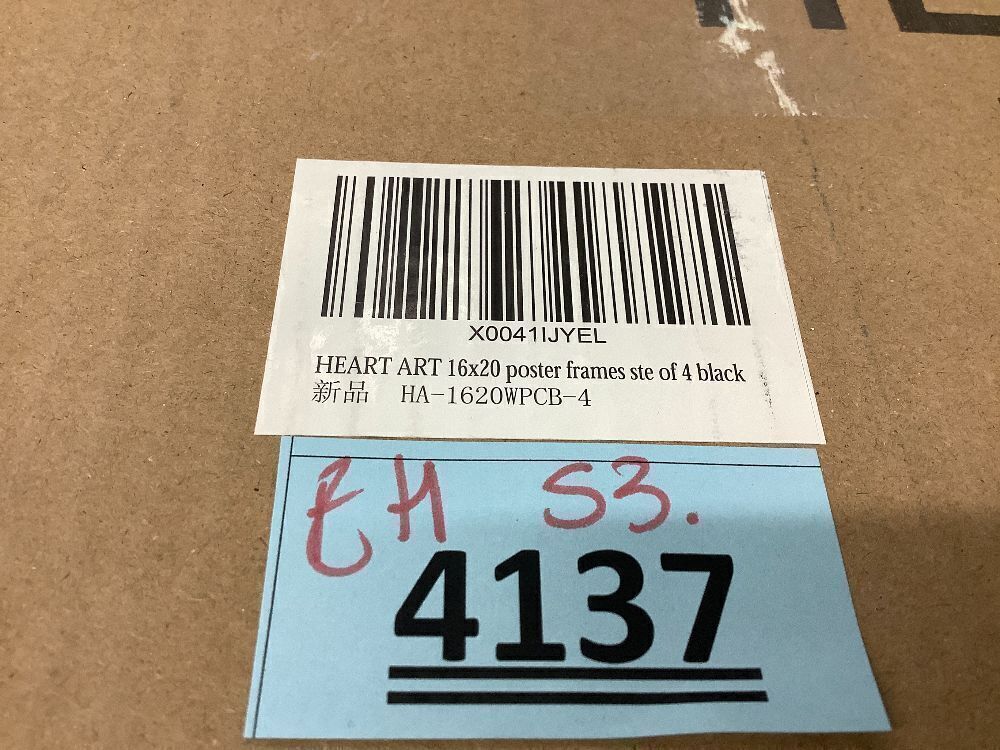 X0041IJYEL
HEART ART 16x20 poster frames ste of 4 black
新品 HA-1620WPCB-4
EH S3.
4137